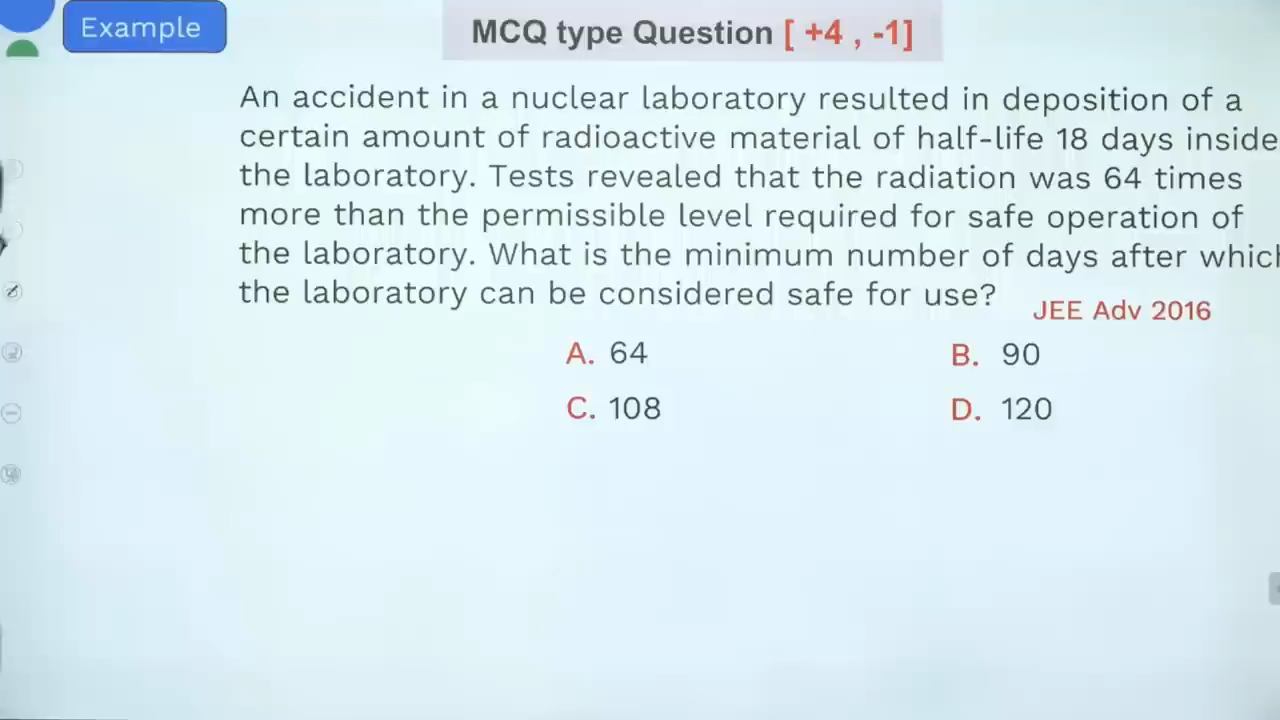 Example
MCQ type Question [ +4 , -1]
An accident in a nuclear laboratory resulted in deposition of a
certain amount of radioactive material of half-life 18 days inside
the laboratory. Tests revealed that the radiation was 64 times
more than the permissible level required for safe operation of
the laboratory. What is the minimum number of days after which
the laboratory can be considered safe for use?
JEE Adv 2016
A. 64
B. 90
C. 108
D. 120